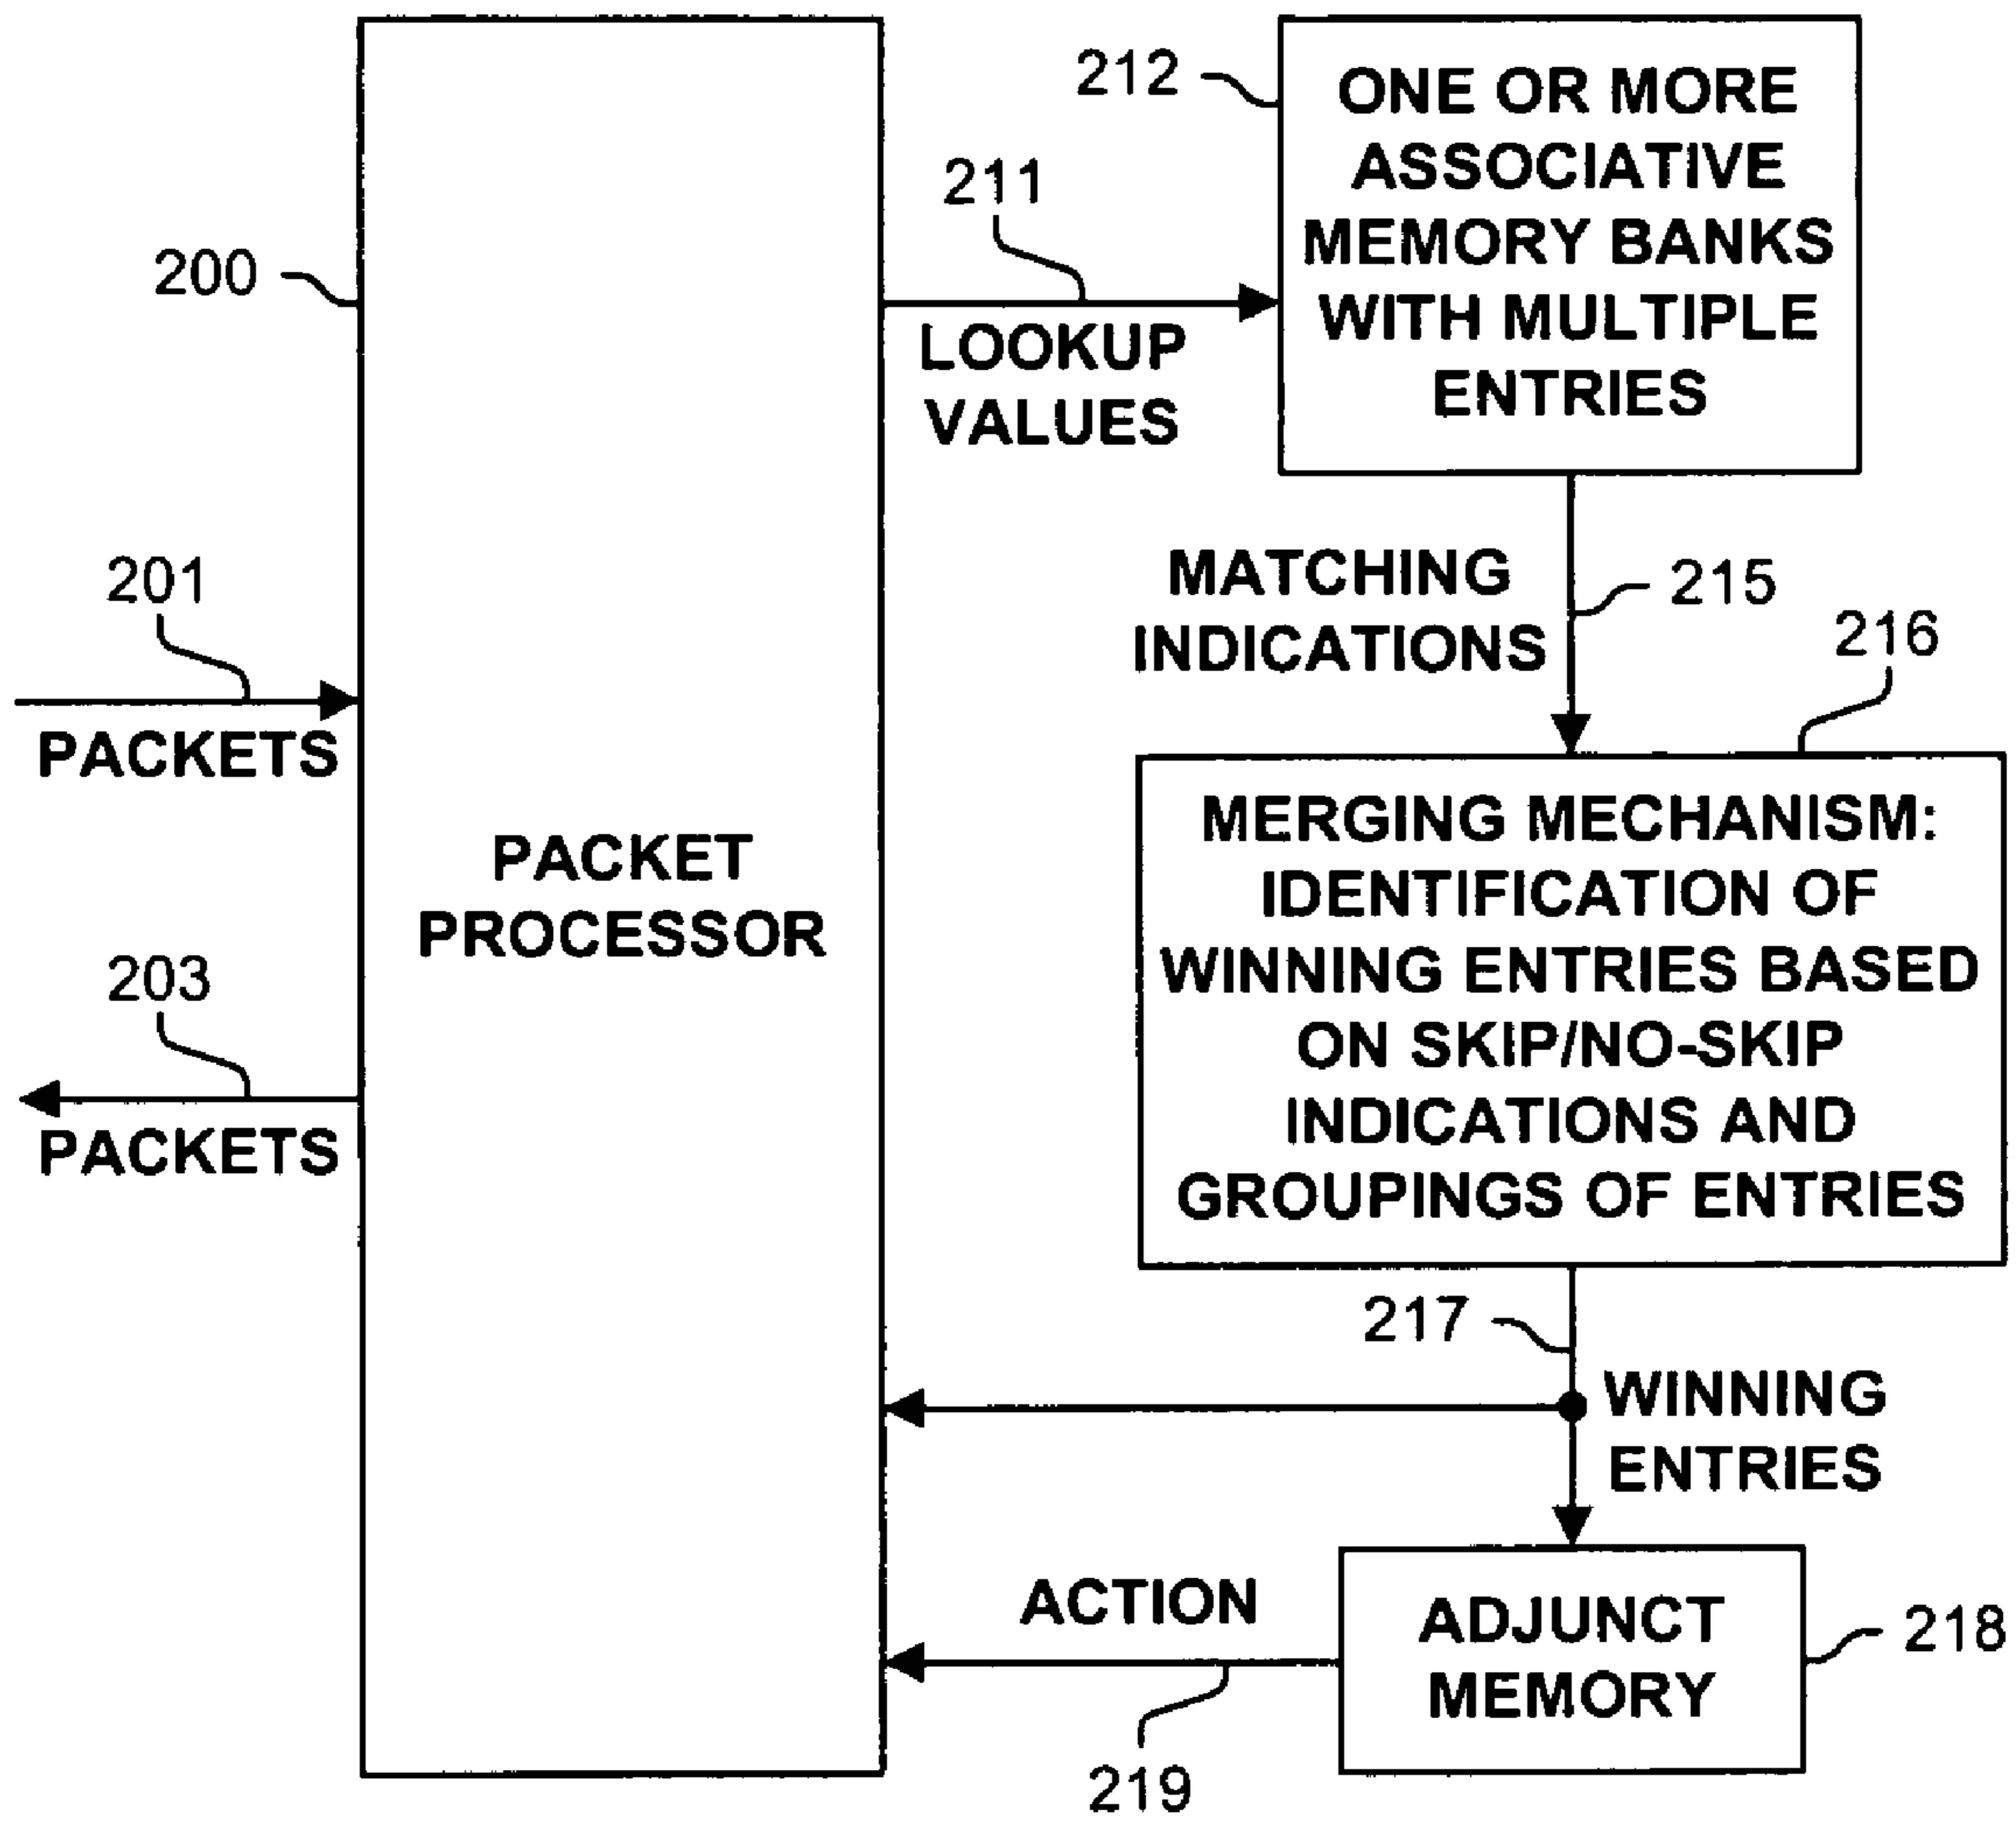 212
ONE OR MORE
ASSOCIATIVE
MEMORY BANKS
WITH MULTIPLE
ENTRIES
211
LOOKUP
VALUES
200
201
PACKETS
203
PACKETS
PACKET
PROCESSOR
MATCHING
INDICATIONS
215
216
MERGING MECHANISM:
IDENTIFICATION OF
WINNING ENTRIES BASED
ON SKIP/NO-SKIP
INDICATIONS AND
GROUPINGS OF ENTRIES
217
WINNING
ENTRIES
ACTION
219
ADJUNCT
MEMORY
218